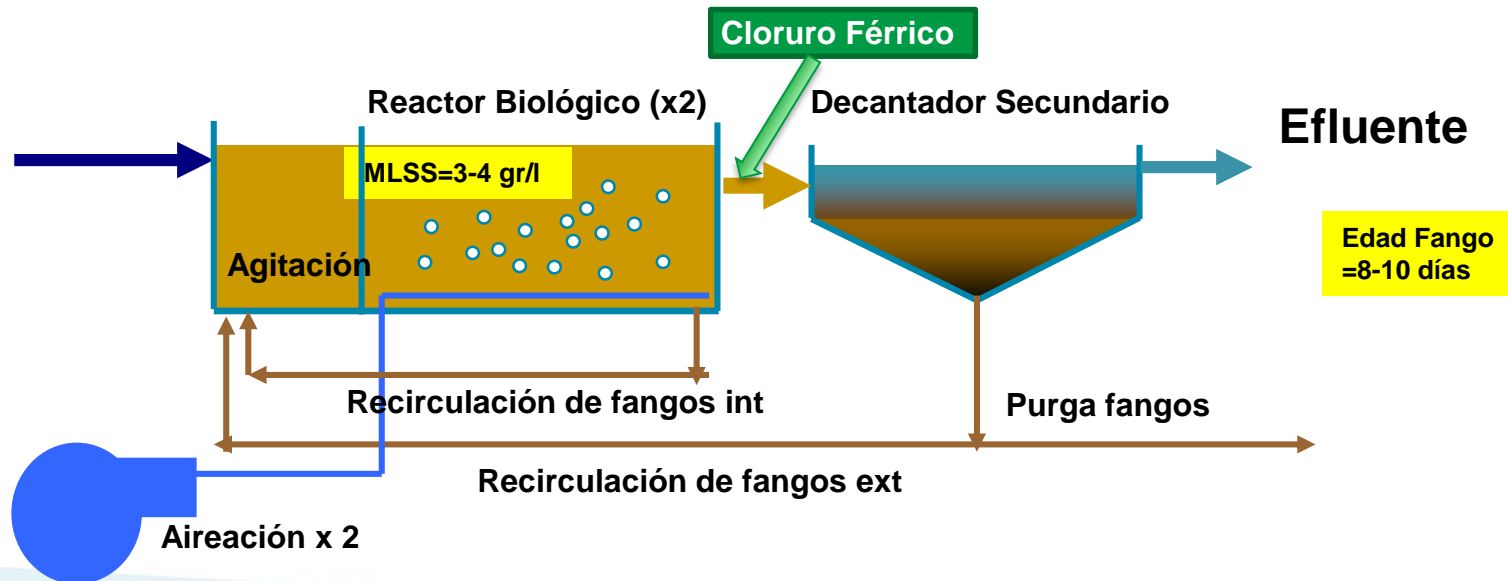 Cloruro Férrico
Reactor Biológico (x2)
Decantador Secundario
Efluente
MLSS=3-4 gr/l
Agitación
Edad Fango
=8-10 días
Recirculación de fangos int
Purga fangos
Recirculación de fangos ext
Aireación x 2